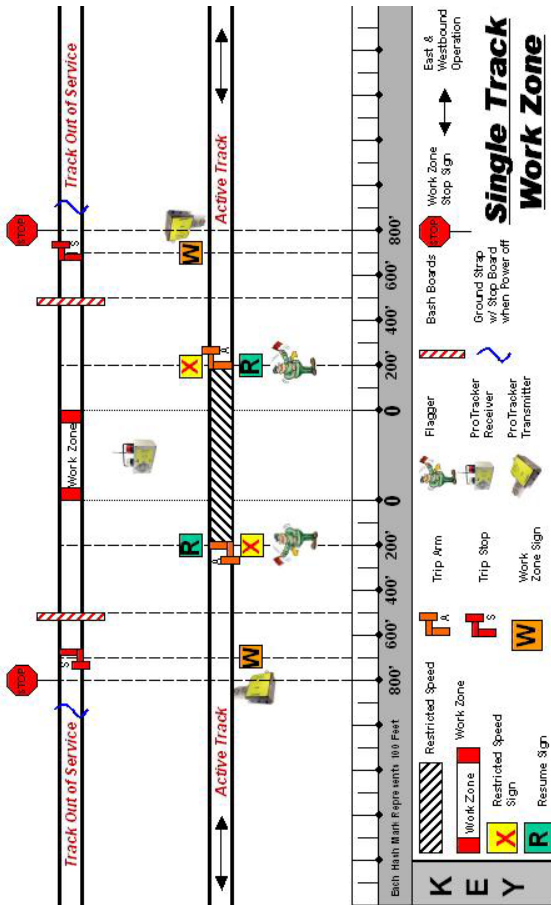 STOP
STOP
Track Out of Service
S
Work Zone
S
Track Out of Service
W
R
X
A
X
R
A
W
Active Track
Active Track
800'
600'
400'
200'
0
0
200'
400'
600'
800'
Each Hash Mark Represents 100 Feet
K
E
Y
Restricted Speed
Work Zone
Work Zone
X
Restricted Speed
Sign
R
Resume Sign
A
Trip Arm
S
Trip Stop
W
Work
Zone Sign
Flagger
ProTracker
Receiver
ProTracker
Transmitter
Bash Boards
Ground Strap
w/ Stop Board
when Power off
STOP
Work Zone
Stop Sign
East &
Westbound
Operation
Single Track
Work Zone